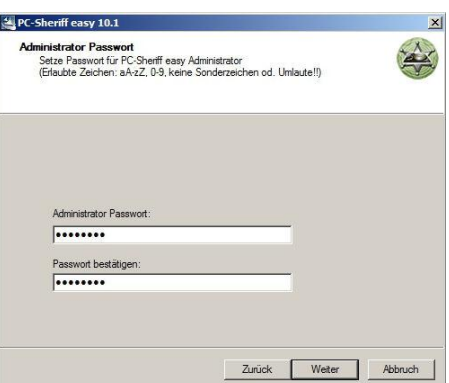 PC-Sheriff easy 10.1
Administrator Passwort
Setze Passwort für PC-Sheriff easy Administrator
(Erlaubte Zeichen: aA-zZ, 0-9, keine Sonderzeichen od. Umlaute!!)
Administrator Passwort:
••••••••
Passwort bestätigen:
••••••••
Zurück Weiter Abbruch